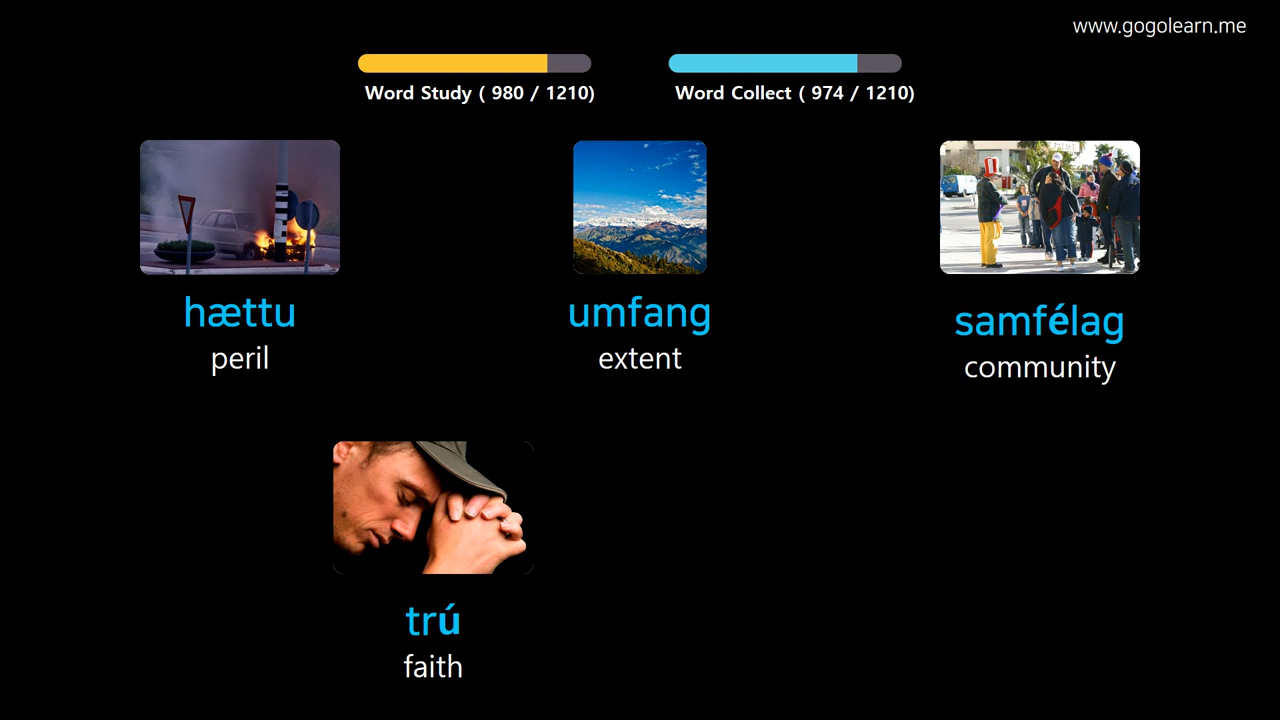 www.gogolearn.me
Word Study ( 980 / 1210)
Word Collect ( 974 / 1210)
hættu
peril
umfang
extent
samfélag
community
trú
faith